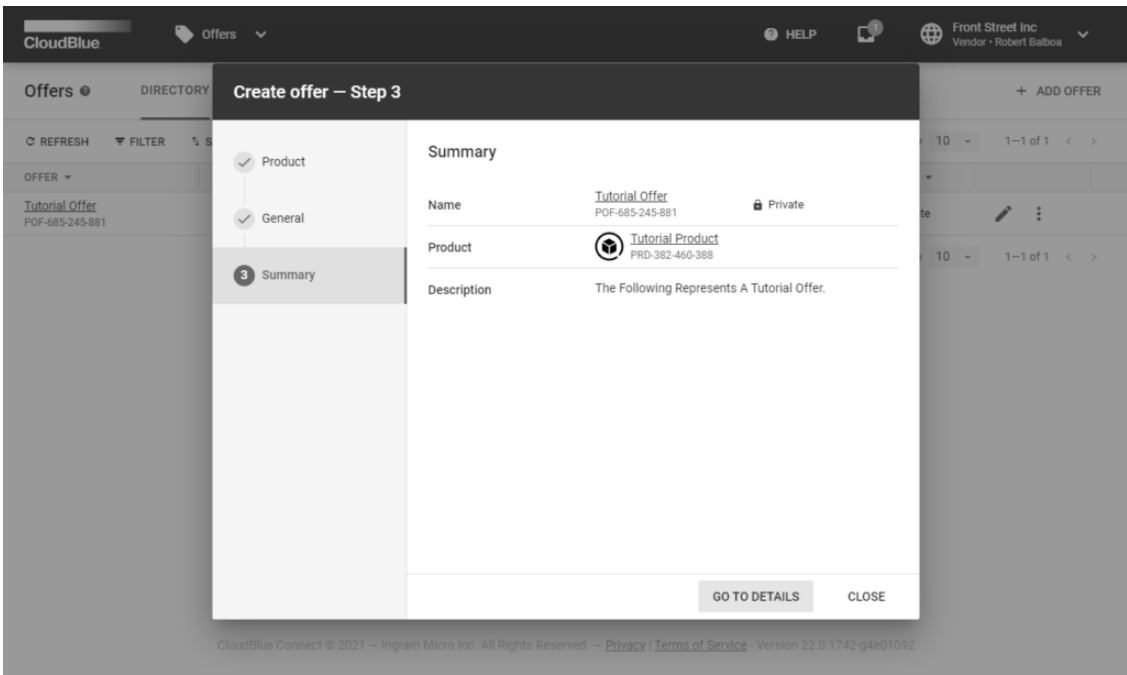 CloudBlue.
Offers
HELP
1
Front Street Inc
Vendor • Robert Balboa
Offers
DIRECTORY
+ ADD OFFER
Create offer — Step 3
REFRESH
FILTER
S
10
1—1 of 1
OFFER
Tutorial Offer
POF-685-245-881
te
10
1—1 of 1
Product
General
3 Summary
Summary
Name
Tutorial Offer
POF-685-245-881
Private
Product
Tutorial Product
PRD-382-460-388
Description
The Following Represents A Tutorial Offer.
GO TO DETAILS
CLOSE
CloudBlue Connect © 2021 — Ingram Micro Inc. All Rights Reserved. — Privacy | Terms of Service - Version 22.0.1742-g4e01092